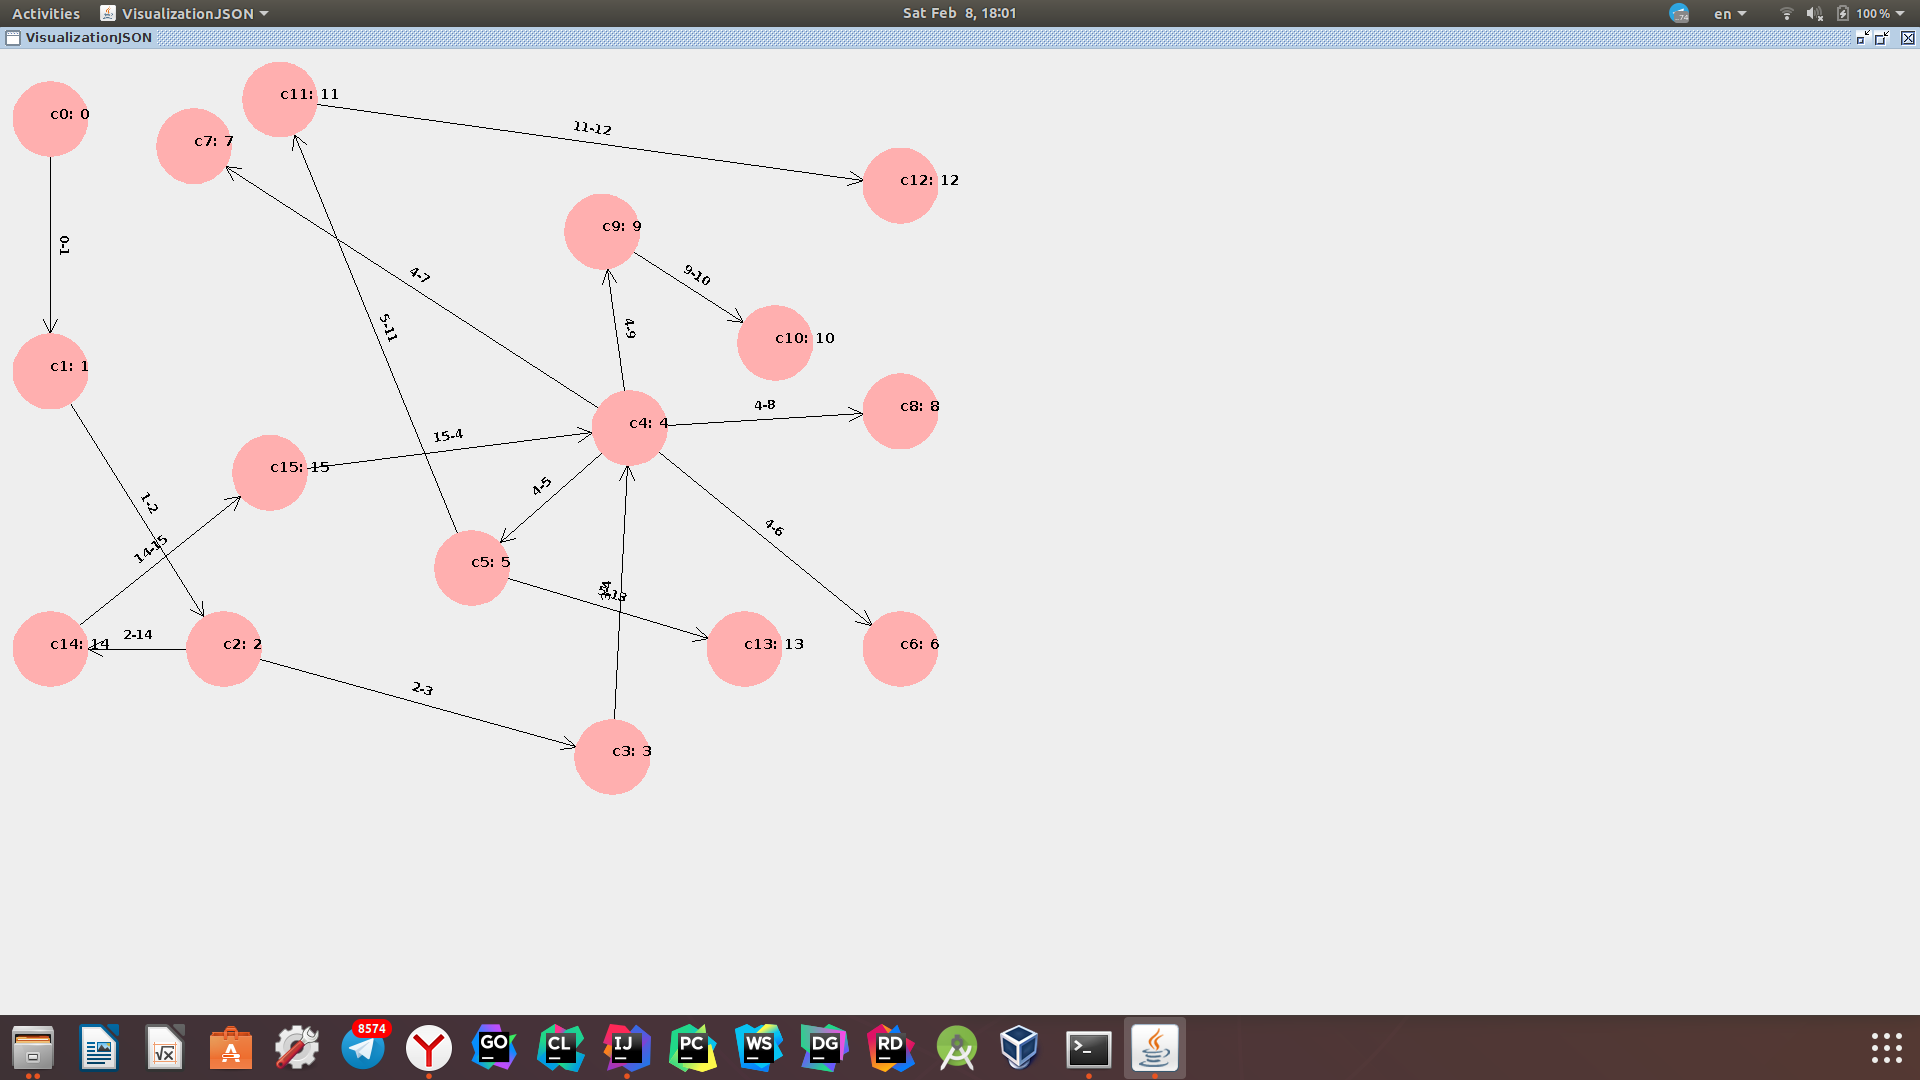 Activities VisualizationJSON Sat Feb 8, 18:01 74 en 100 %
VisualizationJSON
c11: 11
c0: 0
11-12
c7: 7
c12: 12
c9: 9
0-1
4-7
9-10
5-11
4-9
c10: 10
c1: 1
4-8
c8: 8
c4: 4
15-4
c15: 15
4-5
1-2
4-6
14-15
c5: 5
3-4
5-13
2-14
c14: 14
c2: 2
c13: 13
c6: 6
2-3
c3: 3
8574
GO CL IJ PC WS DG RD